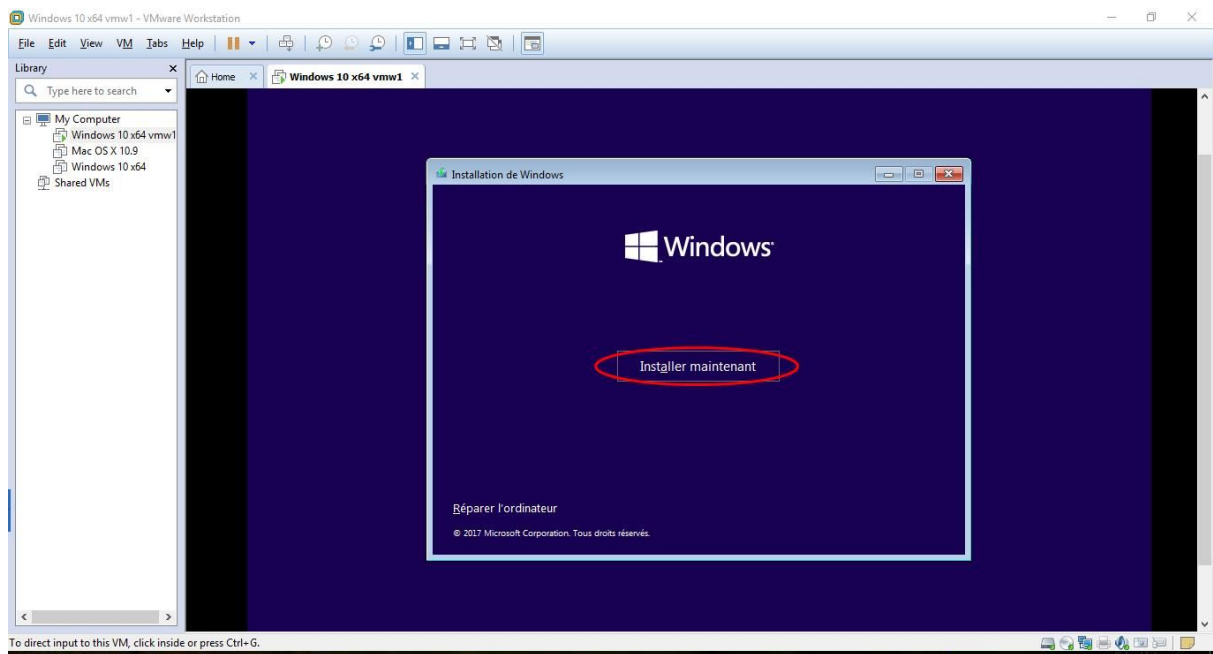 Windows 10 x64 vmw1 - VMware Workstation
File Edit View VM Tabs Help
Library
Type here to search
My Computer
Windows 10 x64 vmw1
Mac OS X 10.9
Windows 10 x64
Shared VMs
Home
Windows 10 x64 vmw1
Installation de Windows
Windows
Installer maintenant
Réparer l'ordinateur
© 2017 Microsoft Corporation. Tous droits réservés.
To direct input to this VM, click inside or press Ctrl+G.